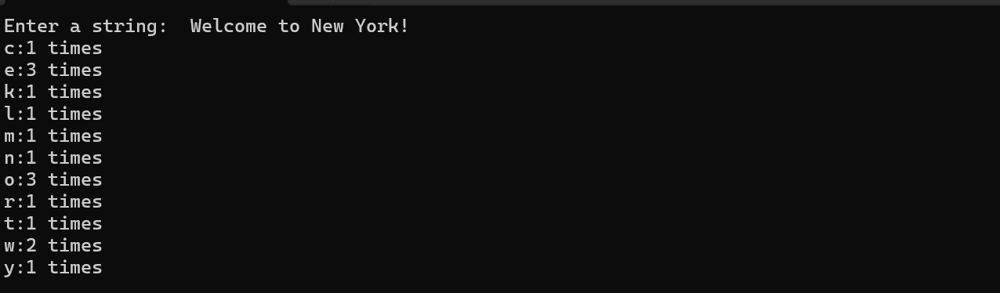 Enter a string:  Welcome to New York!
c:1 times
e:3 times
k:1 times
l:1 times
m:1 times
n:1 times
o:3 times
r:1 times
t:1 times
w:2 times
y:1 times